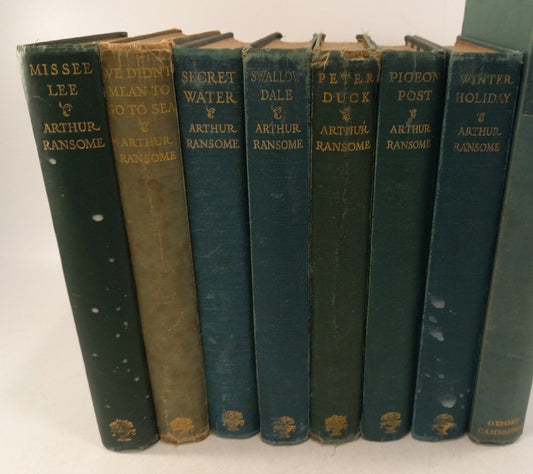 MISSEE
LEE
&
ARTHUR
RANSOME
WE DIDN'T
MEAN TO
GO TO SEA
&
ARTHUR
RANSOME
SECRET
WATER
&
ARTHUR
RANSOME
SWALLOW
DALE
&
ARTHUR
RANSOME
PETER
DUCK
&
ARTHUR
RANSOME
PIGEON
POST
&
ARTHUR
RANSOME
WINTER
HOLIDAY
&
ARTHUR
RANSOME
OXFORD
CAMBRIDGE